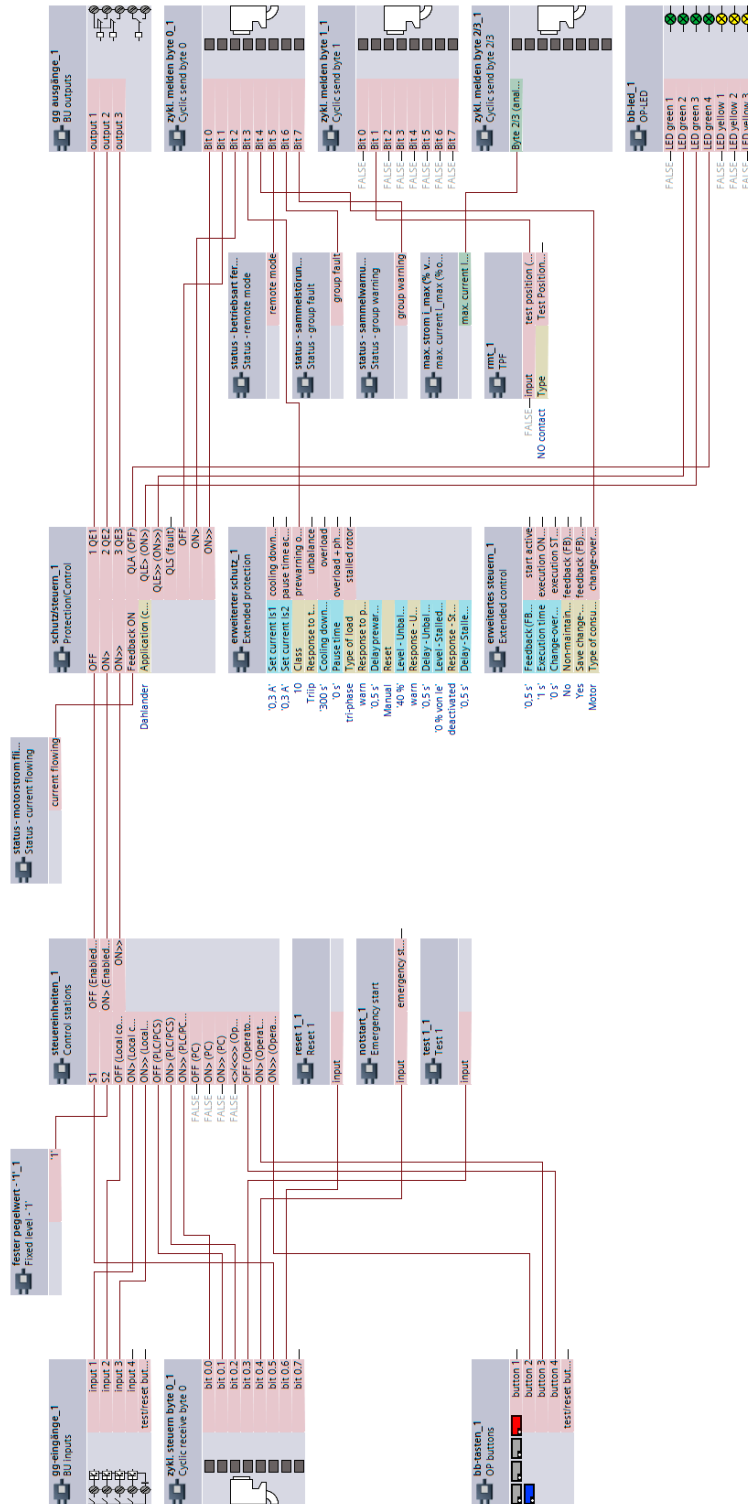 gg ausgänge_1
BU outputs
output 1
output 2
output 3
zykl. melden byte 0_1
Cyclic send byte 0
Bit 0
Bit 1
Bit 2
Bit 3
Bit 4
Bit 5
Bit 6
Bit 7
zykl. melden byte 1_1
Cyclic send byte 1
FALSE Bit 0
Bit 1
FALSE Bit 2
FALSE Bit 3
FALSE Bit 4
FALSE Bit 5
FALSE Bit 6
FALSE Bit 7
zykl. melden byte 2/3_1
Cyclic send byte 2/3
Byte 2/3 (anal...
bb-led_1
OP-LED
FALSE LED green 1
LED green 2
LED green 3
LED green 4
FALSE LED yellow 1
FALSE LED yellow 2
FALSE LED yellow 3
status - betriebsart fer...
Status - remote mode
remote mode
status - sammelstörun...
Status - group fault
group fault
status - sammelwarnu...
Status - group warning
group warning
max. strom i_max (% v...
max. current I_max (% o...
max. current I...
rmt_1
TPF
FALSE Input test position (...
NO contact Type Test Position...
schutz/steuern_1
Protection/Control
OFF 1 QE1
ON> 2 QE2
ON>> 3 QE3
Feedback ON QLA (OFF)
Dahlander Application (c... QLE> (ON>)
QLE>> (ON>>)
QLS (fault)
OFF
ON>
ON>>
erweiterter schutz_1
Extended protection
'0.3 A' Set current Is1 cooling down...
'0.3 A' Set current Is2 pause time ac...
10 Class prewarning o...
Triip Response to t... unbalance
'300 s' Cooling down... overload
'0 s' Pause time overload + ph...
tri-phase Type of load stalled rotor
warn Response to p...
'0,5 s' Delay prewar...
Manual Reset
'40 %' Level - Unbal...
warn Response - U...
'0,5 s' Delay - Unbal...
'0 % von Ie' Level - Stalled...
deactivated Response - St...
'0,5 s' Delay - Stalle...
erweitertes steuern_1
Extended control
'0.5 s' Feedback (FB... start active
'1 s' Execution time execution ON...
'0 s' Change-over... execution ST...
No Non-maintain... feedback (FB)...
Yes Save change-... feedback (FB)...
Motor Type of consu... change-over...
status - motorstrom fli...
Status - current flowing
current flowing
steuereinheiten_1
Control stations
S1 OFF (Enabled...
S2 ON> (Enabled...
OFF (Local co... ON>>
ON> (Local c...
ON>> (Local...
OFF (PLC/PCS)
ON> (PLC/PCS)
ON>> (PLC/PC...
FALSE OFF (PC)
FALSE ON> (PC)
FALSE ON>> (PC)
FALSE <>/<<>> (Op...
OFF (Operato...
ON> (Operat...
ON>> (Opera...
reset 1_1
Reset 1
Input
notstart_1
Emergency start
Input emergency st...
test 1_1
Test 1
Input
fester pegelwert - '1'_1
Fixed level - '1'
'1'
gg-eingänge_1
BU inputs
input 1
input 2
input 3
input 4
test/reset but...
zykl. steuern byte 0_1
Cyclic receive byte 0
bit 0.0
bit 0.1
bit 0.2
bit 0.3
bit 0.4
bit 0.5
bit 0.6
bit 0.7
bb-tasten_1
OP buttons
button 1
button 2
button 3
button 4
test/reset but...